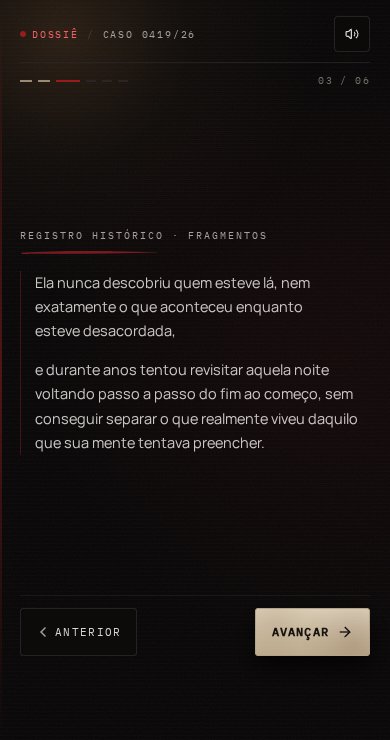 DOSSIÊ / CASO 0419/26
03 / 06
REGISTRO HISTÓRICO · FRAGMENTOS
Ela nunca descobriu quem esteve lá, nem
exatamente o que aconteceu enquanto
esteve desacordada,
e durante anos tentou revisitar aquela noite
voltando passo a passo do fim ao começo, sem
conseguir separar o que realmente viveu daquilo
que sua mente tentava preencher.
ANTERIOR
AVANÇAR